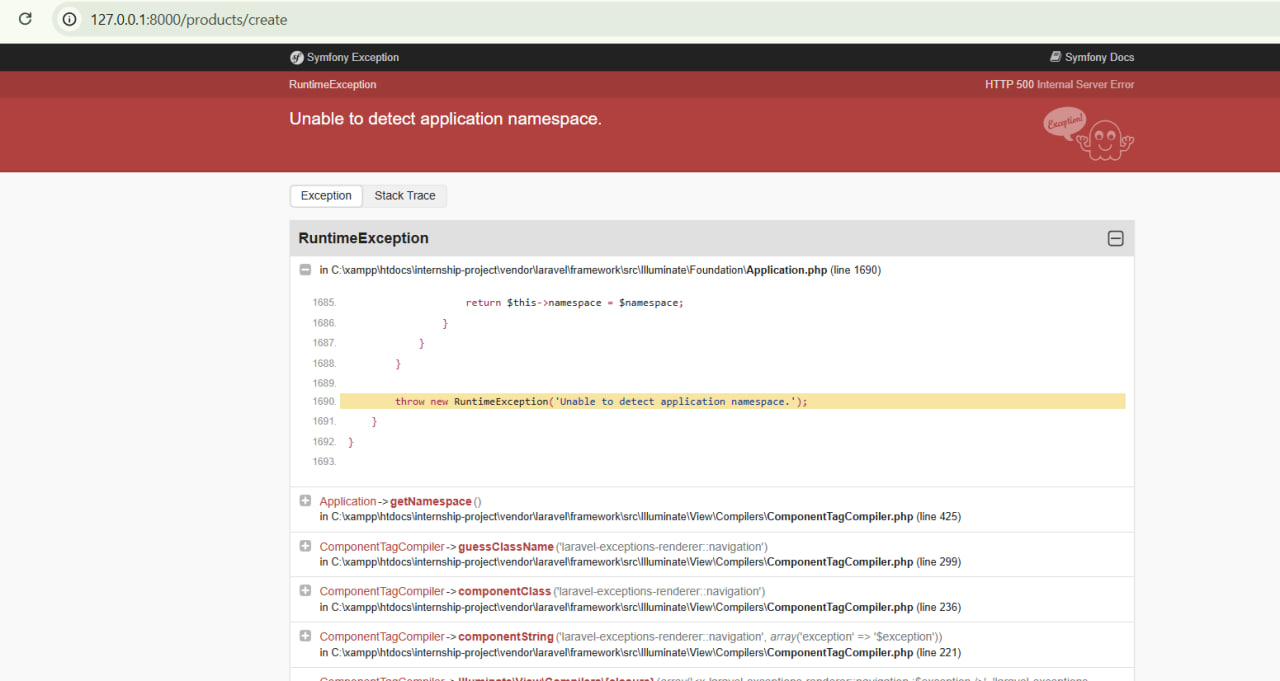 127.0.0.1:8000/products/create
sf Symfony Exception
Symfony Docs
RuntimeException
HTTP 500 Internal Server Error
Unable to detect application namespace.
Exception!
Exception
Stack Trace
RuntimeException
in C:\xampp\htdocs\internship-project\vendor\laravel\framework\src\Illuminate\Foundation\Application.php (line 1690)
1685. return $this->namespace = $namespace;
1686. }
1687. }
1688. }
1689.
1690. throw new RuntimeException('Unable to detect application namespace.');
1691. }
1692. }
1693.
Application->getNamespace()
in C:\xampp\htdocs\internship-project\vendor\laravel\framework\src\Illuminate\View\Compilers\ComponentTagCompiler.php (line 425)
ComponentTagCompiler->guessClassName('laravel-exceptions-renderer::navigation')
in C:\xampp\htdocs\internship-project\vendor\laravel\framework\src\Illuminate\View\Compilers\ComponentTagCompiler.php (line 299)
ComponentTagCompiler->componentClass('laravel-exceptions-renderer::navigation')
in C:\xampp\htdocs\internship-project\vendor\laravel\framework\src\Illuminate\View\Compilers\ComponentTagCompiler.php (line 236)
ComponentTagCompiler->componentString('laravel-exceptions-renderer::navigation', array('exception' => '$exception'))
in C:\xampp\htdocs\internship-project\vendor\laravel\framework\src\Illuminate\View\Compilers\ComponentTagCompiler.php (line 221)